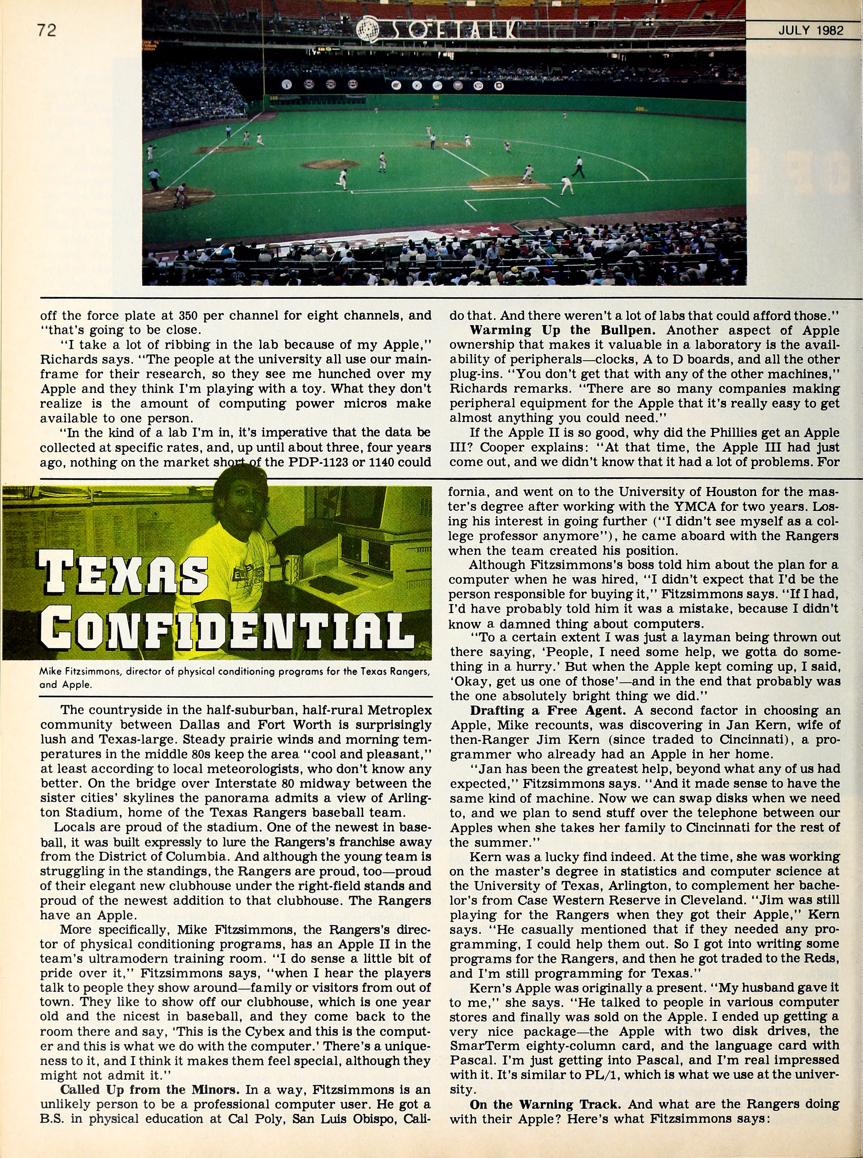 72
SOFTALK
JULY 1982
off the force plate at 350 per channel for eight channels, and
“that’s going to be close.
“I take a lot of ribbing in the lab because of my Apple,”
Richards says. “The people at the university all use our main-
frame for their research, so they see me hunched over my
Apple and they think I’m playing with a toy. What they don’t
realize is the amount of computing power micros make
available to one person.
“In the kind of a lab I’m in, it’s imperative that the data be
collected at specific rates, and, up until about three, four years
ago, nothing on the market short of the PDP-1123 or 1140 could
do that. And there weren’t a lot of labs that could afford those.”
Warming Up the Bullpen. Another aspect of Apple
ownership that makes it valuable in a laboratory is the avail-
ability of peripherals—clocks, A to D boards, and all the other
plug-ins. “You don’t get that with any of the other machines,”
Richards remarks. “There are so many companies making
peripheral equipment for the Apple that it’s really easy to get
almost anything you could need.”
If the Apple II is so good, why did the Phillies get an Apple
III? Cooper explains: “At that time, the Apple III had just
come out, and we didn’t know that it had a lot of problems. For
TEXAS
CONFIDENTIAL
Mike Fitzsimmons, director of physical conditioning programs for the Texas Rangers,
and Apple.
The countryside in the half-suburban, half-rural Metroplex
community between Dallas and Fort Worth is surprisingly
lush and Texas-large. Steady prairie winds and morning tem-
peratures in the middle 80s keep the area “cool and pleasant,”
at least according to local meteorologists, who don’t know any
better. On the bridge over Interstate 80 midway between the
sister cities’ skylines the panorama admits a view of Arling-
ton Stadium, home of the Texas Rangers baseball team.
Locals are proud of the stadium. One of the newest in base-
ball, it was built expressly to lure the Rangers’s franchise away
from the District of Columbia. And although the young team is
struggling in the standings, the Rangers are proud, too—proud
of their elegant new clubhouse under the right-field stands and
proud of the newest addition to that clubhouse. The Rangers
have an Apple.
More specifically, Mike Fitzsimmons, the Rangers’s direc-
tor of physical conditioning programs, has an Apple II in the
team’s ultramodern training room. “I do sense a little bit of
pride over it,” Fitzsimmons says, “when I hear the players
talk to people they show around—family or visitors from out of
town. They like to show off our clubhouse, which is one year
old and the nicest in baseball, and they come back to the
room there and say, ‘This is the Cybex and this is the comput-
er and this is what we do with the computer.’ There’s a unique-
ness to it, and I think it makes them feel special, although they
might not admit it.”
Called Up from the Minors. In a way, Fitzsimmons is an
unlikely person to be a professional computer user. He got a
B.S. in physical education at Cal Poly, San Luis Obispo, Cali-
fornia, and went on to the University of Houston for the mas-
ter’s degree after working with the YMCA for two years. Los-
ing his interest in going further (“I didn’t see myself as a col-
lege professor anymore”), he came aboard with the Rangers
when the team created his position.
Although Fitzsimmons’s boss told him about the plan for a
computer when he was hired, “I didn’t expect that I’d be the
person responsible for buying it,” Fitzsimmons says. “If I had,
I’d have probably told him it was a mistake, because I didn’t
know a damned thing about computers.
“To a certain extent I was just a layman being thrown out
there saying, ‘People, I need some help, we gotta do some-
thing in a hurry.’ But when the Apple kept coming up, I said,
‘Okay, get us one of those’—and in the end that probably was
the one absolutely bright thing we did.”
Drafting a Free Agent. A second factor in choosing an
Apple, Mike recounts, was discovering in Jan Kern, wife of
then-Ranger Jim Kern (since traded to Cincinnati), a pro-
grammer who already had an Apple in her home.
“Jan has been the greatest help, beyond what any of us had
expected,” Fitzsimmons says. “And it made sense to have the
same kind of machine. Now we can swap disks when we need
to, and we plan to send stuff over the telephone between our
Apples when she takes her family to Cincinnati for the rest of
the summer.”
Kern was a lucky find indeed. At the time, she was working
on the master’s degree in statistics and computer science at
the University of Texas, Arlington, to complement her bache-
lor’s from Case Western Reserve in Cleveland. “Jim was still
playing for the Rangers when they got their Apple,” Kern
says. “He casually mentioned that if they needed any pro-
gramming, I could help them out. So I got into writing some
programs for the Rangers, and then he got traded to the Reds,
and I’m still programming for Texas.”
Kern’s Apple was originally a present. “My husband gave it
to me,” she says. “He talked to people in various computer
stores and finally was sold on the Apple. I ended up getting a
very nice package—the Apple with two disk drives, the
SmarTerm eighty-column card, and the language card with
Pascal. I’m just getting into Pascal, and I’m real impressed
with it. It’s similar to PL/1, which is what we use at the univer-
sity.
On the Warning Track. And what are the Rangers doing
with their Apple? Here’s what Fitzsimmons says: